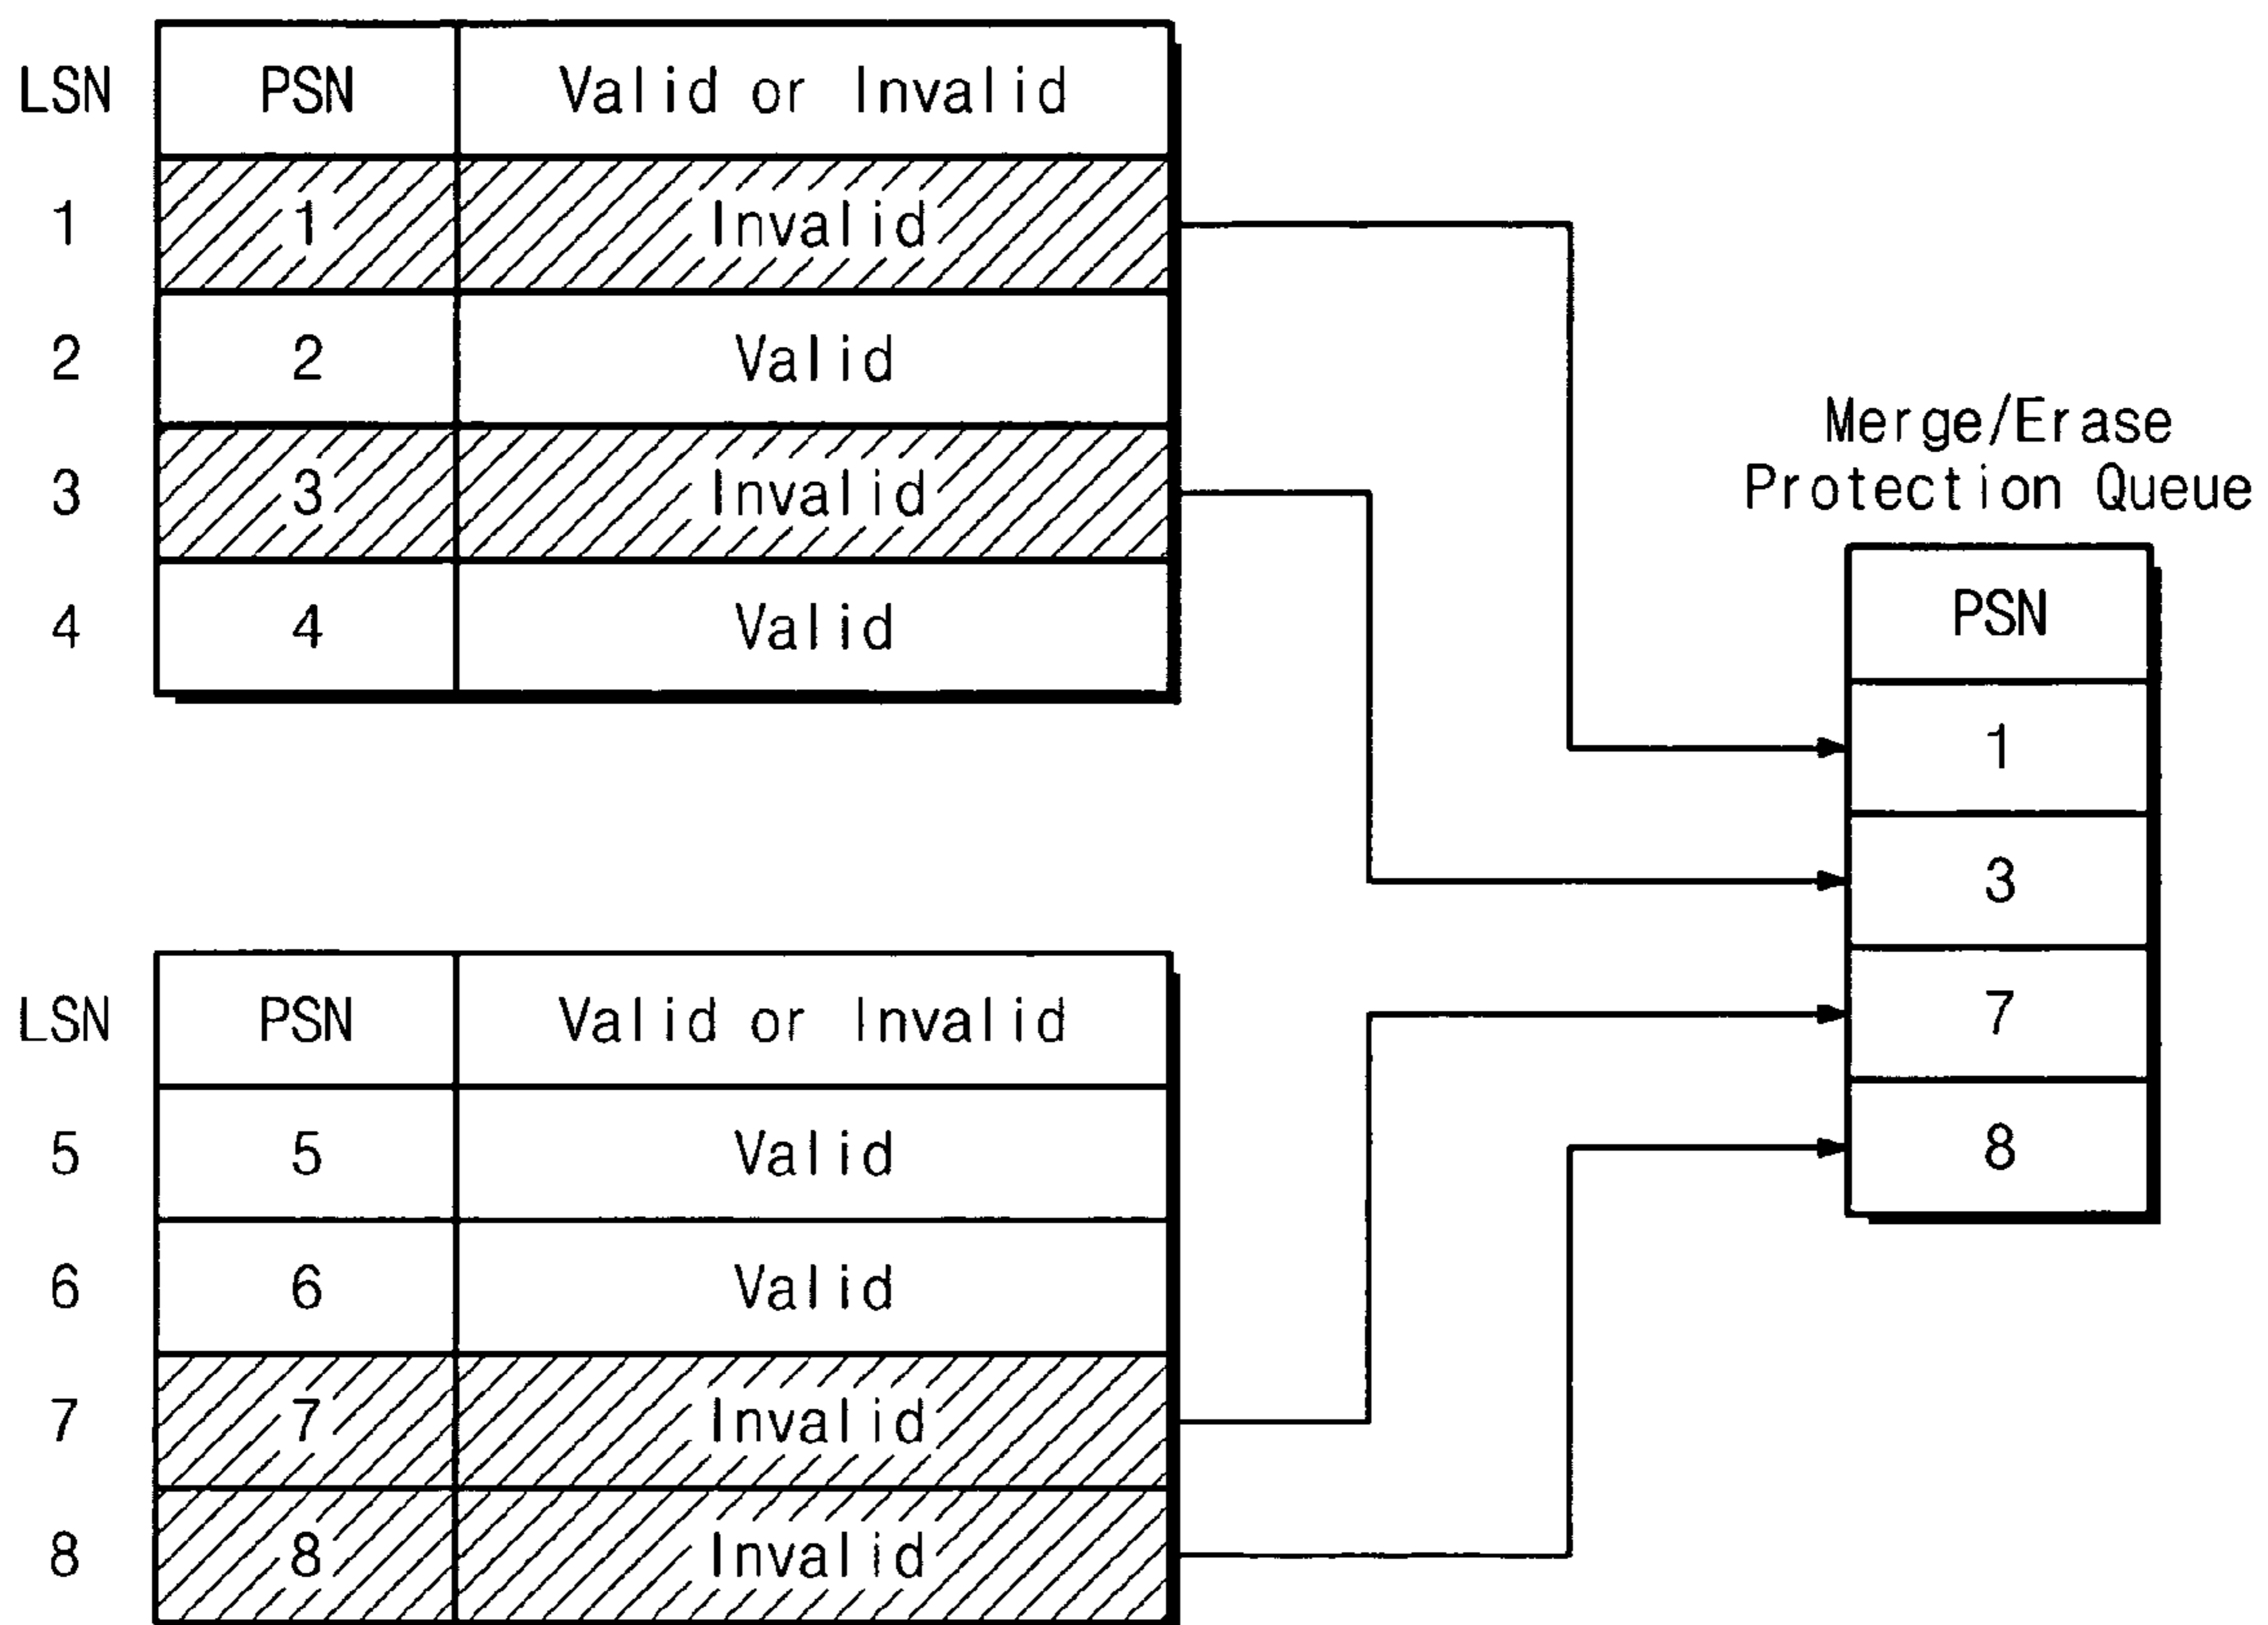 LSN PSN Valid or Invalid
1 1 Invalid
2 2 Valid
3 3 Invalid
4 4 Valid
Merge/Erase
Protection Queue
PSN
1
3
7
8
LSN PSN Valid or Invalid
5 5 Valid
6 6 Valid
7 7 Invalid
8 8 Invalid